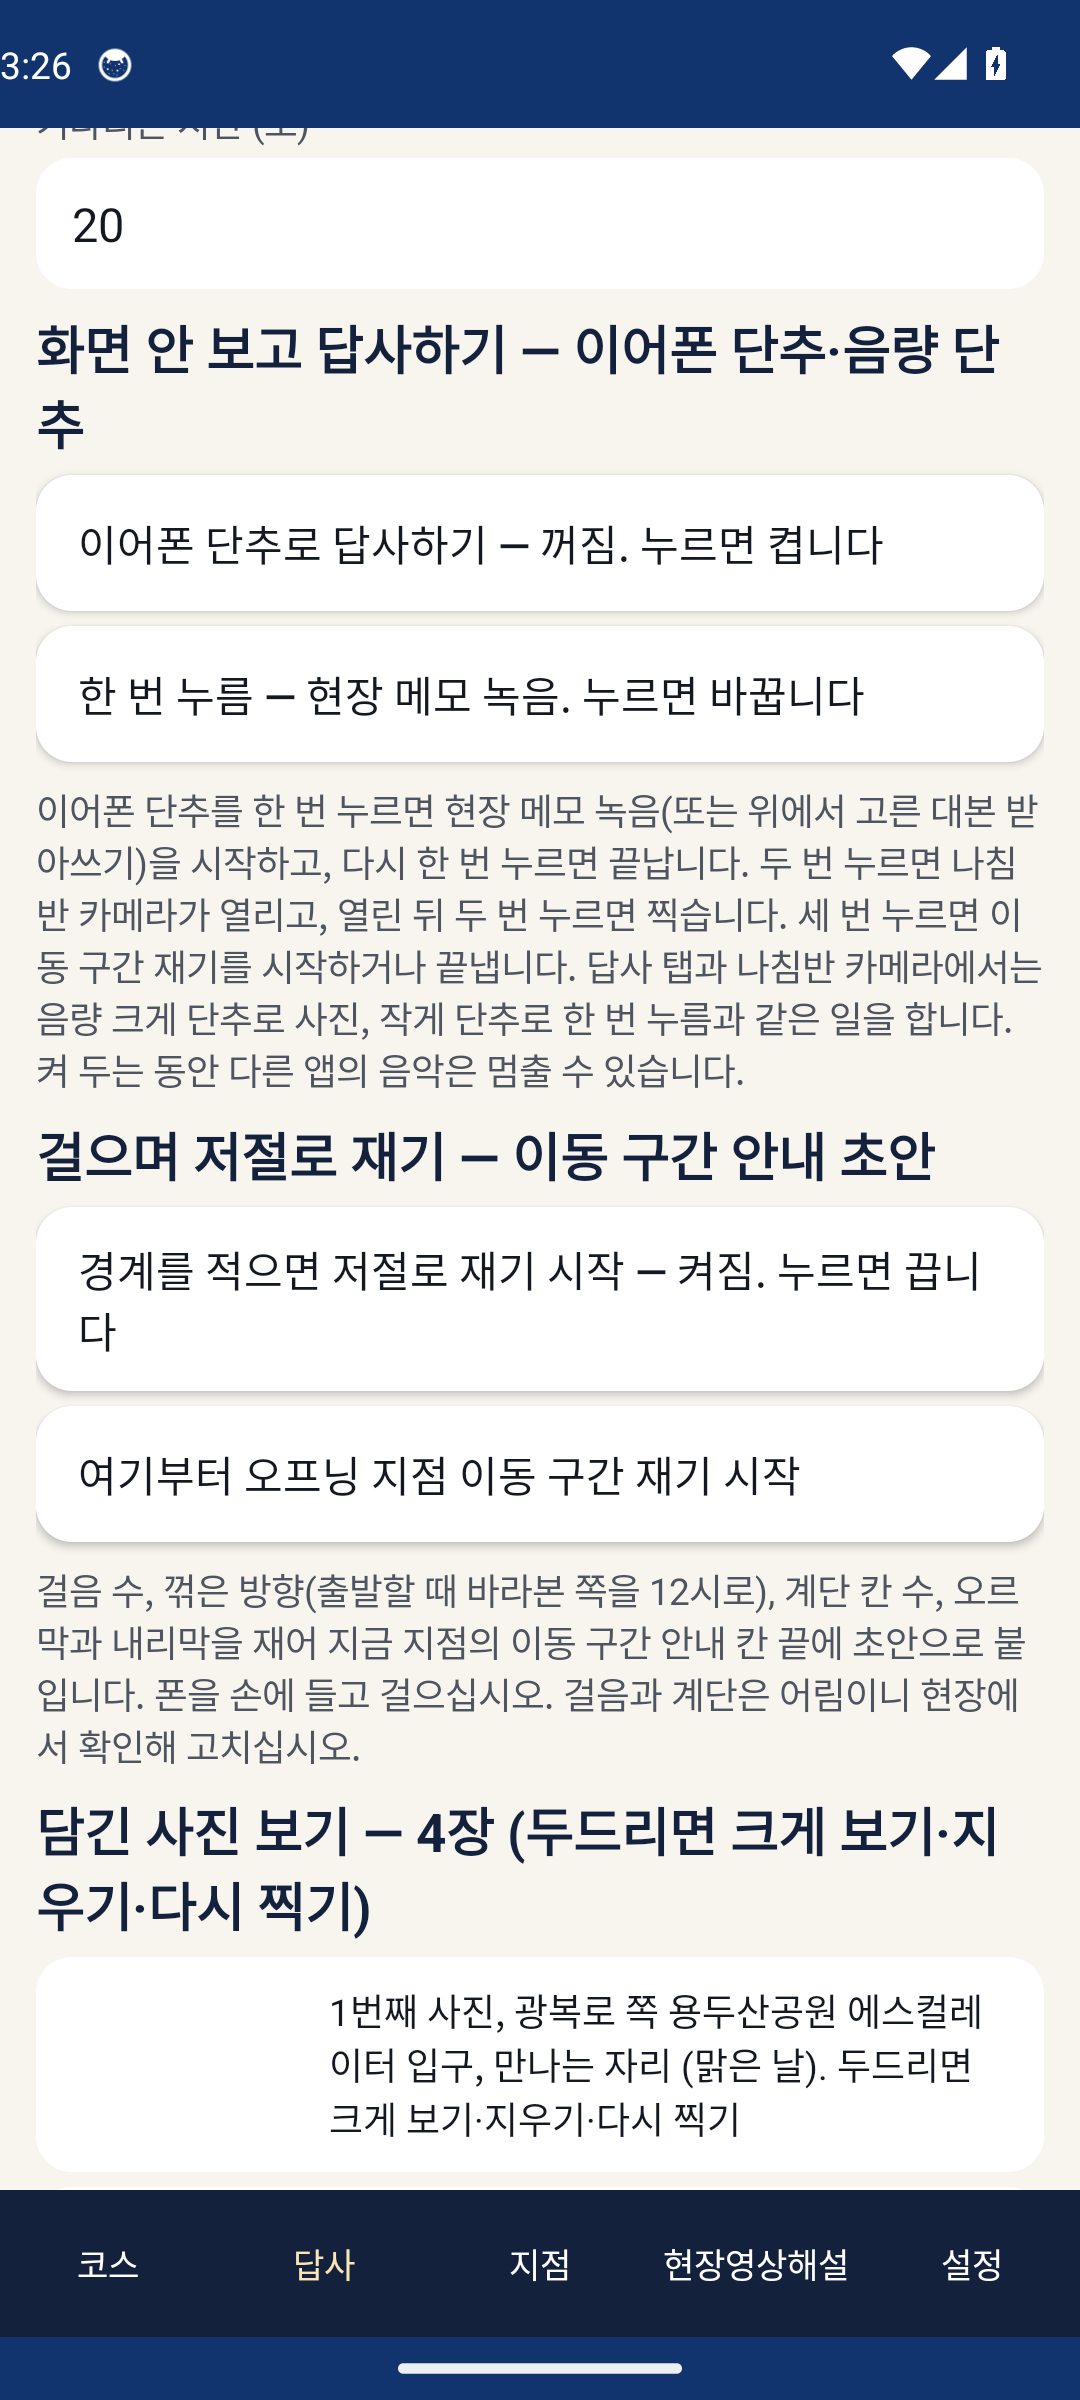 3:26
20
화면 안 보고 답사하기 – 이어폰 단추·음량 단
추
이어폰 단추로 답사하기 – 꺼짐. 누르면 켭니다
한 번 누름 – 현장 메모 녹음. 누르면 바꿉니다
이어폰 단추를 한 번 누르면 현장 메모 녹음(또는 위에서 고른 대본 받
아쓰기)을 시작하고, 다시 한 번 누르면 끝납니다. 두 번 누르면 나침
반 카메라가 열리고, 열린 뒤 두 번 누르면 찍습니다. 세 번 누르면 이
동 구간 재기를 시작하거나 끝냅니다. 답사 탭과 나침반 카메라에서는
음량 크게 단추로 사진, 작게 단추로 한 번 누름과 같은 일을 합니다.
켜 두는 동안 다른 앱의 음악은 멈출 수 있습니다.
걸으며 저절로 재기 – 이동 구간 안내 초안
경계를 적으면 저절로 재기 시작 – 켜짐. 누르면 끕니
다
여기부터 오프닝 지점 이동 구간 재기 시작
걸음 수, 꺾은 방향(출발할 때 바라본 쪽을 12시로), 계단 칸 수, 오르
막과 내리막을 재어 지금 지점의 이동 구간 안내 칸 끝에 초안으로 붙
입니다. 폰을 손에 들고 걸으십시오. 걸음과 계단은 어림이니 현장에
서 확인해 고치십시오.
담긴 사진 보기 – 4장 (두드리면 크게 보기·지
우기·다시 찍기)
1번째 사진, 광복로 쪽 용두산공원 에스컬레
이터 입구, 만나는 자리 (맑은 날). 두드리면
크게 보기·지우기·다시 찍기
코스
답사
지점
현장영상해설
설정